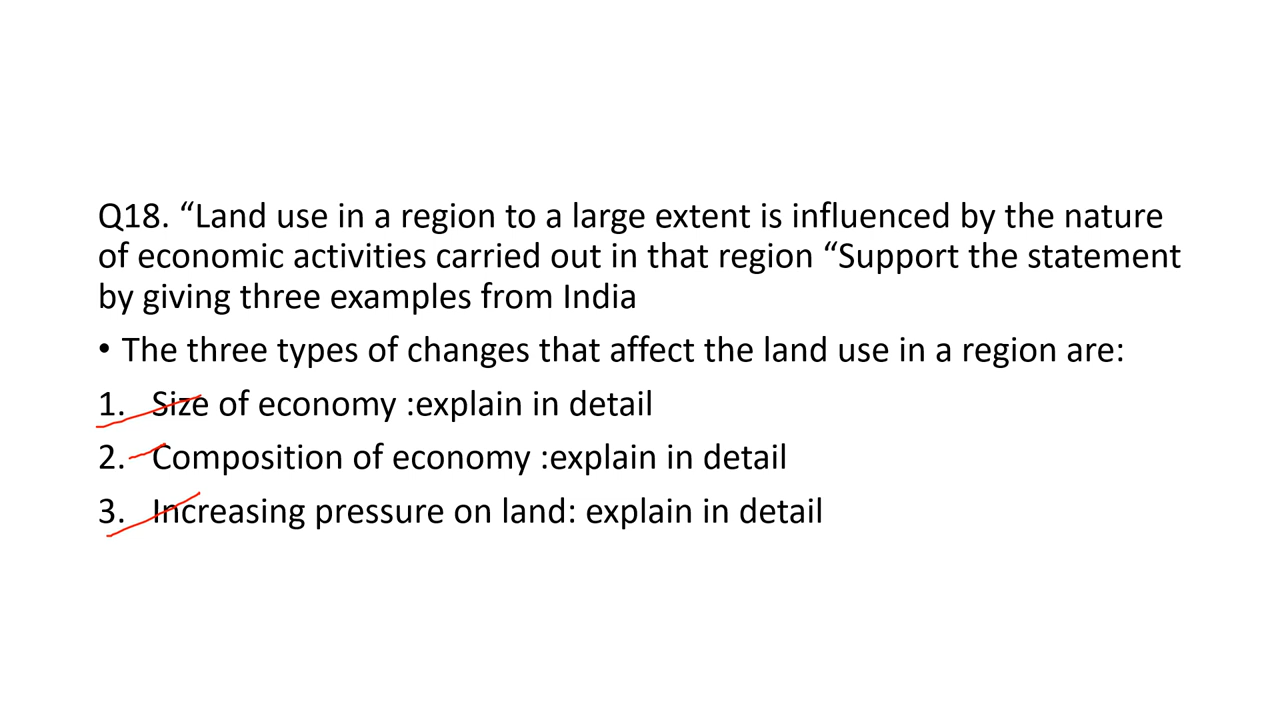 Q18. “Land use in a region to a large extent is influenced by the nature
of economic activities carried out in that region “Support the statement
by giving three examples from India
• The three types of changes that affect the land use in a region are:
1. Size of economy :explain in detail
2. Composition of economy :explain in detail
3. Increasing pressure on land: explain in detail